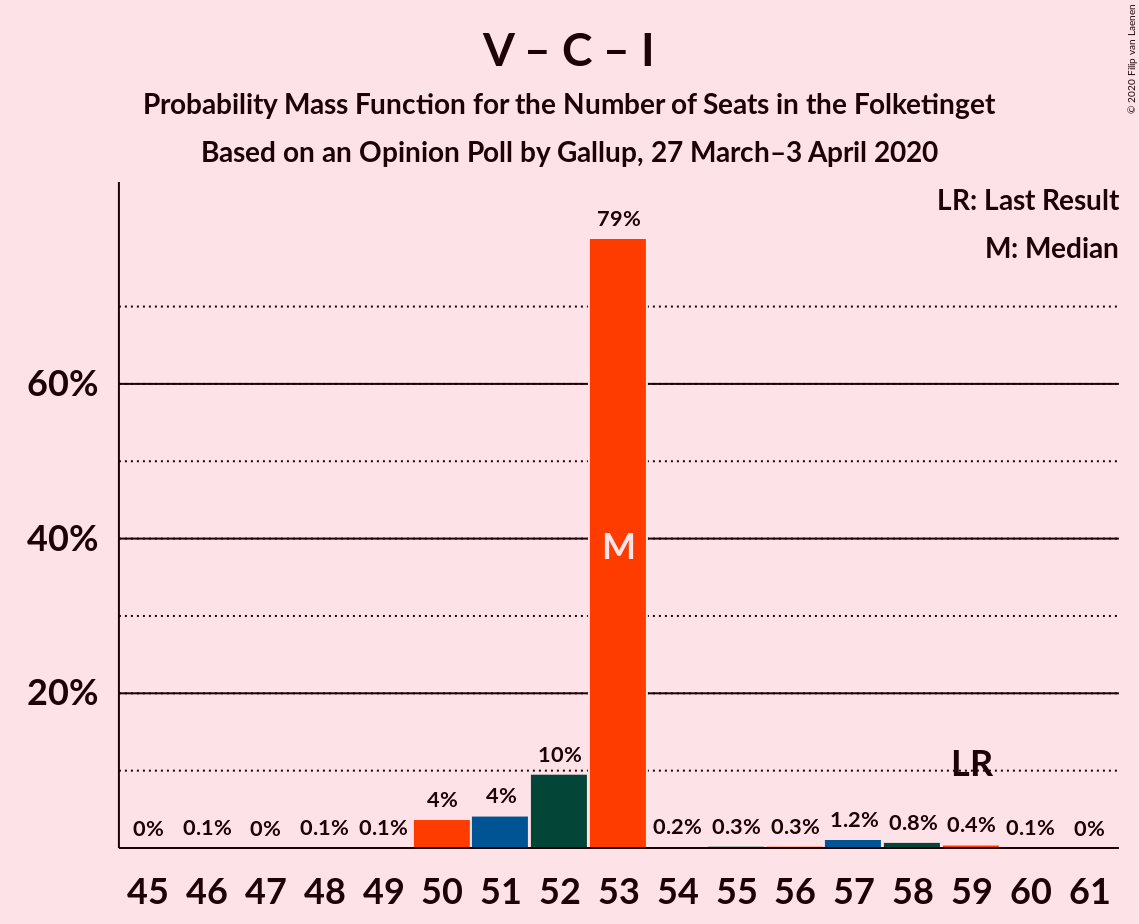 V – C – I
Probability Mass Function for the Number of Seats in the Folketinget
Based on an Opinion Poll by Gallup, 27 March–3 April 2020
© 2020 Filip van Laenen
LR: Last Result
M: Median
60%
40%
20%
0%
0.1%
0%
0.1%
0.1%
4%
4%
10%
79%
0.2%
0.3%
0.3%
1.2%
0.8%
0.4%
0.1%
0%
M
LR
45 46 47 48 49 50 51 52 53 54 55 56 57 58 59 60 61